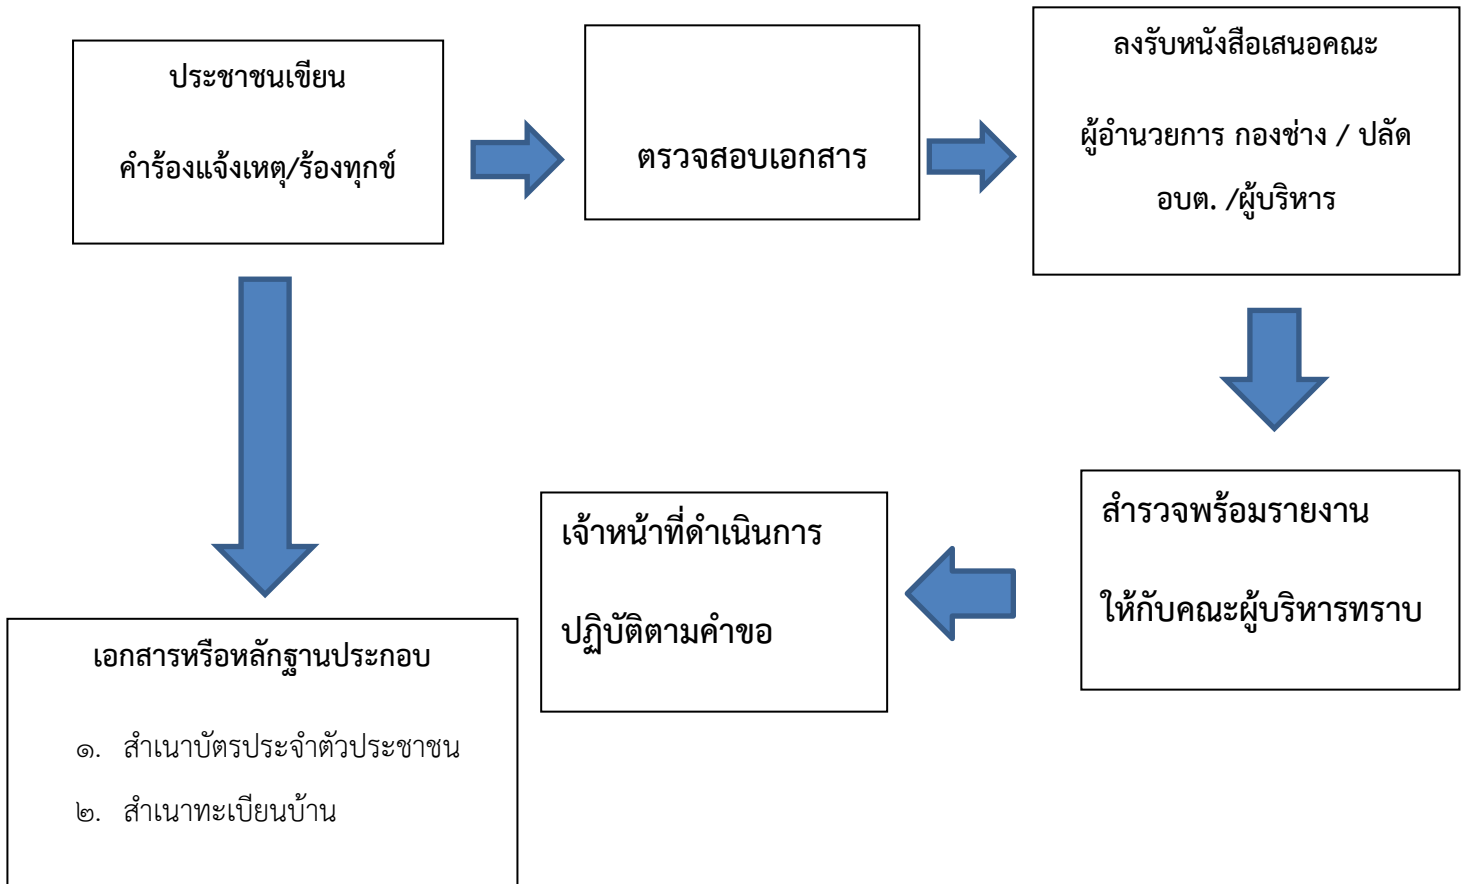 ประชาชนเขียน
คำร้องแจ้งเหตุ/ร้องทุกข์
ตรวจสอบเอกสาร
ลงรับหนังสือเสนอคณะ
ผู้อำนวยการ กองช่าง / ปลัด
อบต. /ผู้บริหาร
สำรวจพร้อมรายงาน
ให้กับคณะผู้บริหารทราบ
เจ้าหน้าที่ดำเนินการ
ปฏิบัติตามคำขอ
เอกสารหรือหลักฐานประกอบ
๑. สำเนาบัตรประจำตัวประชาชน
๒. สำเนาทะเบียนบ้าน